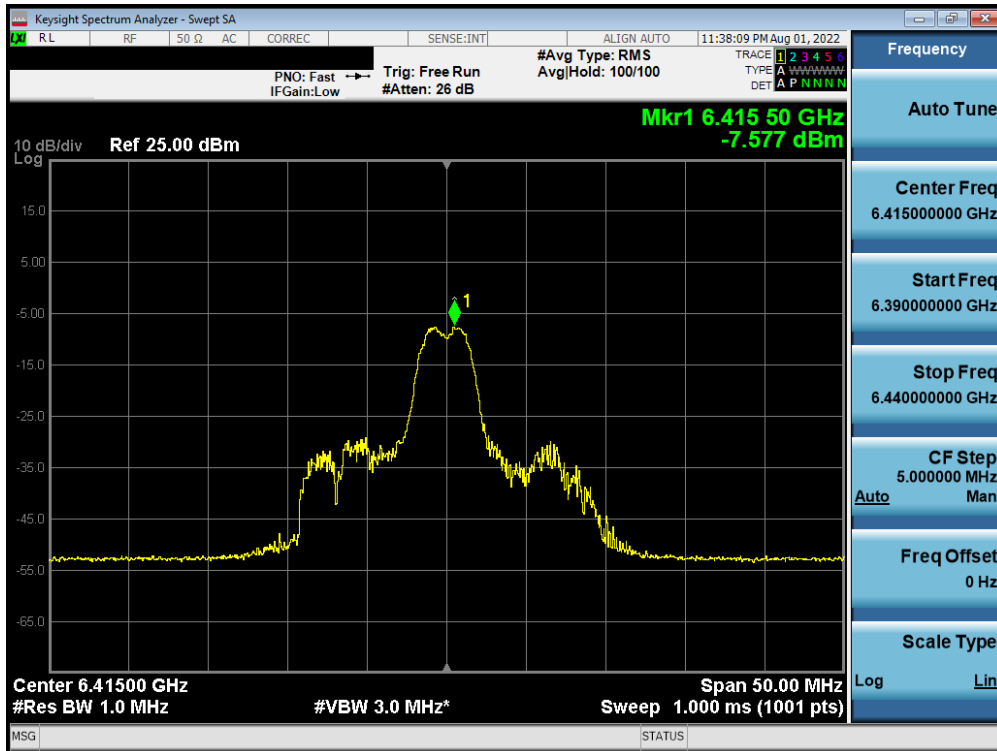 Keysight Spectrum Analyzer - Swept SA
LXI RL RF 50 Ω AC CORREC SENSE:INT ALIGN AUTO 11:38:09 PM Aug 01, 2022
Frequency
PNO: Fast
IFGain:Low
Trig: Free Run
#Atten: 26 dB
#Avg Type: RMS
Avg|Hold: 100/100
TRACE 1 2 3 4 5 6
TYPE A WWWWW
DET A P N N N N
Mkr1 6.415 50 GHz
-7.577 dBm
10 dB/div Ref 25.00 dBm
Log
15.0
5.00
-5.00
-15.0
-25.0
-35.0
-45.0
-55.0
-65.0
1
Center 6.41500 GHz Span 50.00 MHz
#Res BW 1.0 MHz #VBW 3.0 MHz* Sweep 1.000 ms (1001 pts)
MSG STATUS
Auto Tune
Center Freq
6.415000000 GHz
Start Freq
6.390000000 GHz
Stop Freq
6.440000000 GHz
CF Step
5.000000 MHz
Auto Man
Freq Offset
0 Hz
Scale Type
Log Lin